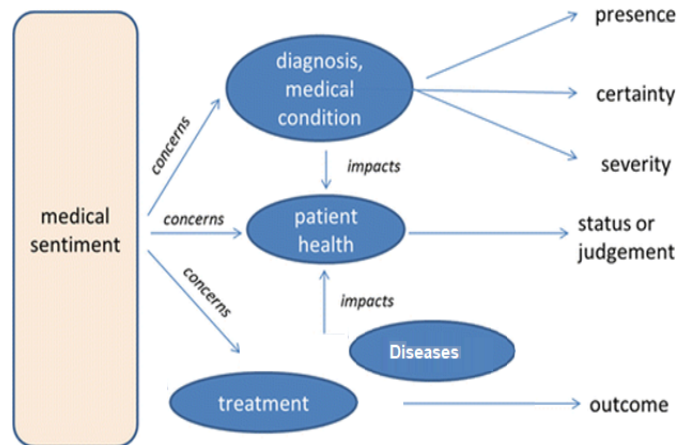 presence
diagnosis,
medical
condition
certainty
concerns
impacts
severity
medical
sentiment
concerns
patient
health
status or
judgement
concerns
impacts
Diseases
treatment
outcome